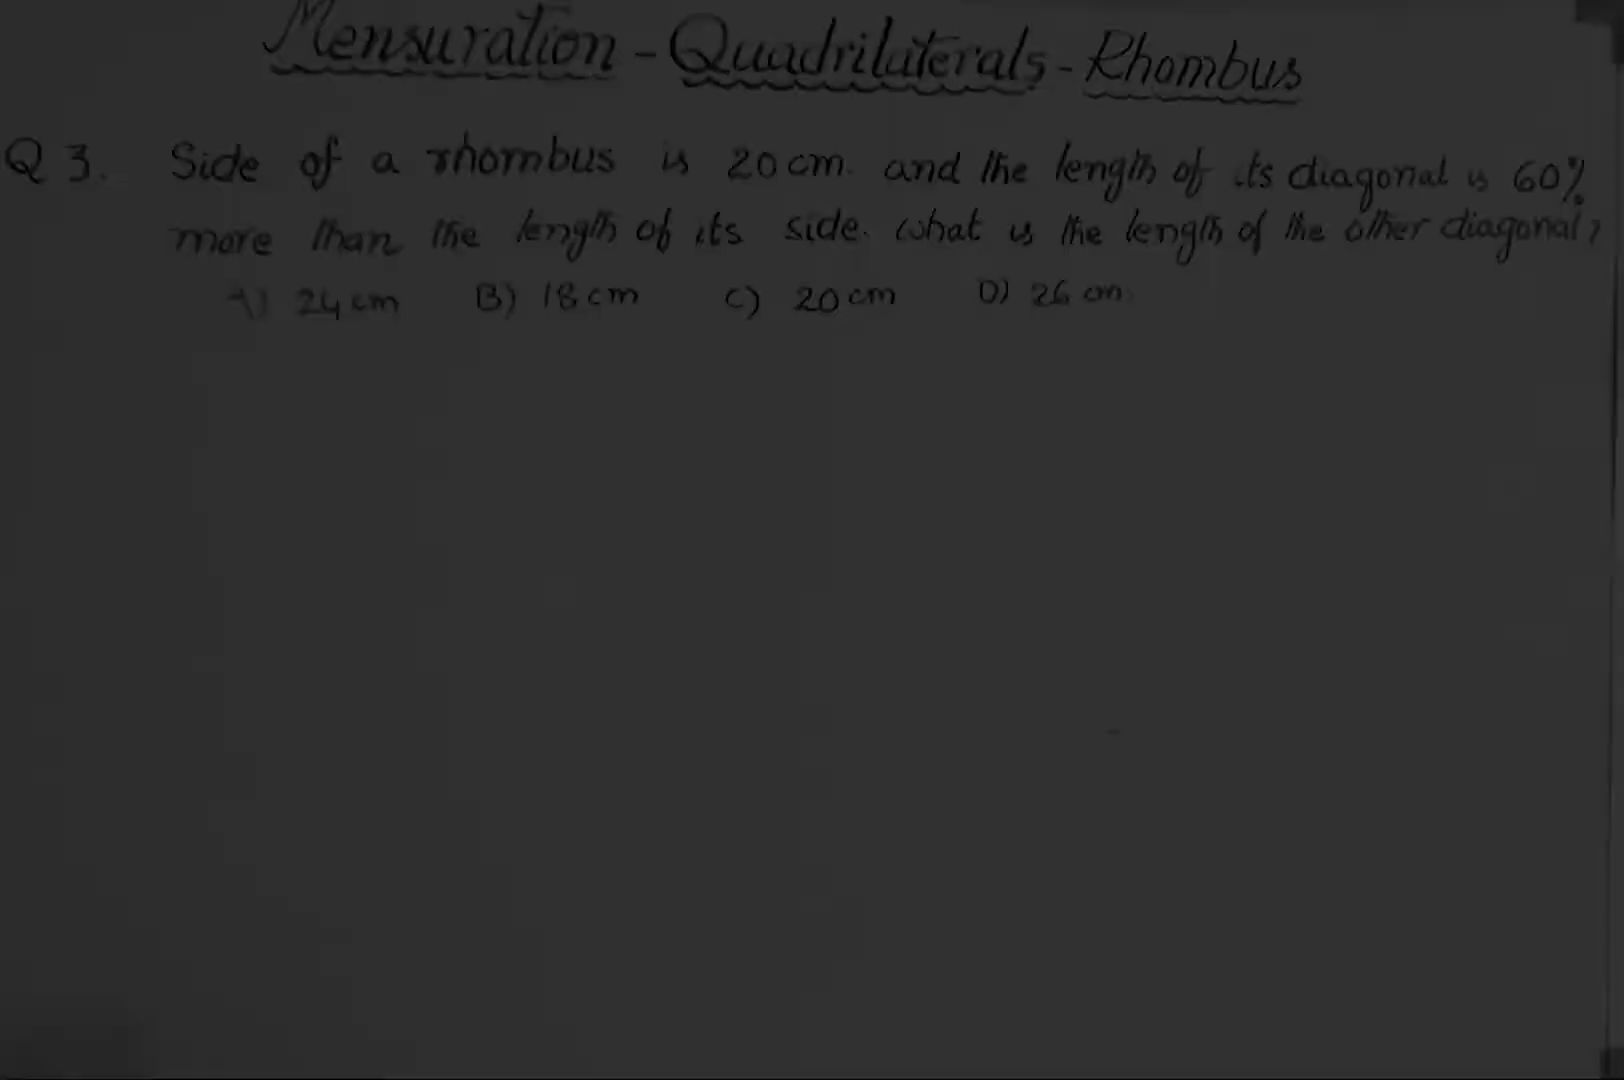 Mensuration - Quadrilaterals - Rhombus
Q 3. Side of a rhombus is 20 cm. and the length of its diagonal is 60%
more than the length of its side. what is the length of the other diagonal?
A) 24 cm B) 18 cm C) 20 cm D) 26 cm.